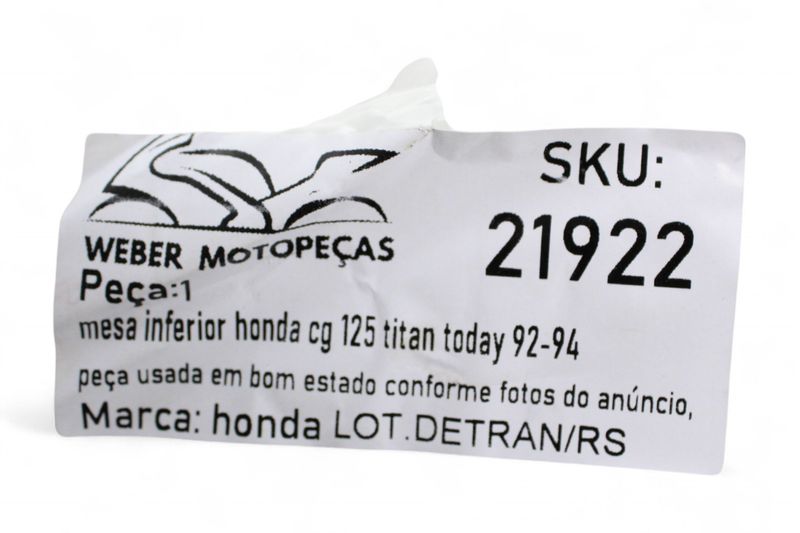 SKU:
21922
WEBER MOTOPEÇAS
Peça:1
mesa inferior honda cg 125 titan today 92-94
peça usada em bom estado conforme fotos do anúncio,
Marca: honda LOT.DETRAN/RS